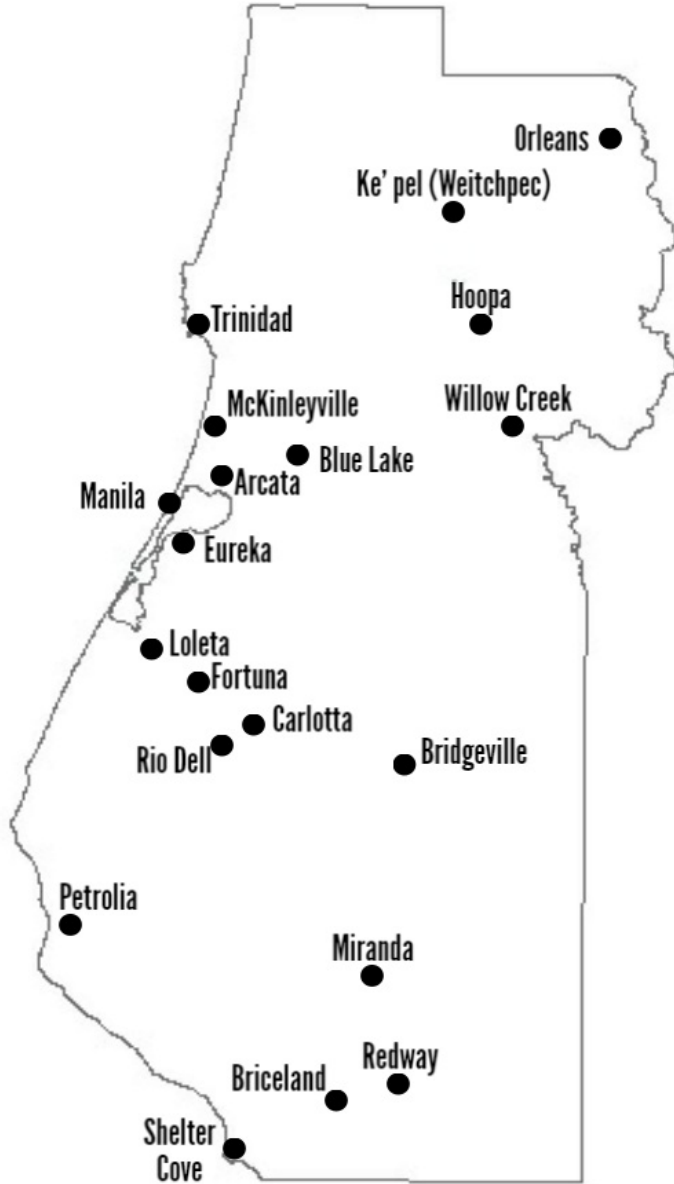 Orleans
Ke' pel (Weitchpec)
Hoopa
Trinidad
McKinleyville
Willow Creek
Blue Lake
Arcata
Manila
Eureka
Loleta
Fortuna
Carlotta
Rio Dell
Bridgeville
Petrolia
Miranda
Redway
Briceland
Shelter
Cove